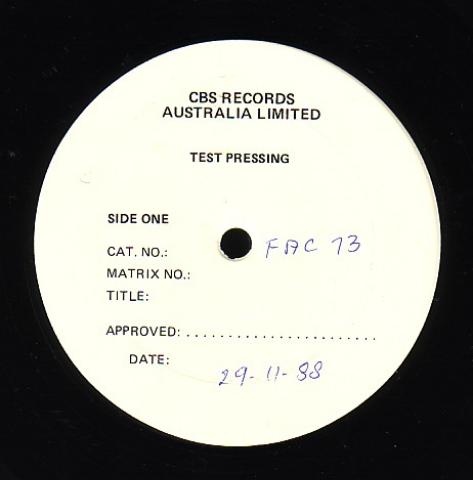 CBS RECORDS
AUSTRALIA LIMITED
TEST PRESSING
SIDE ONE
CAT. NO.: FAC 73
MATRIX NO.:
TITLE:
APPROVED: .......................
DATE: 29-11-88